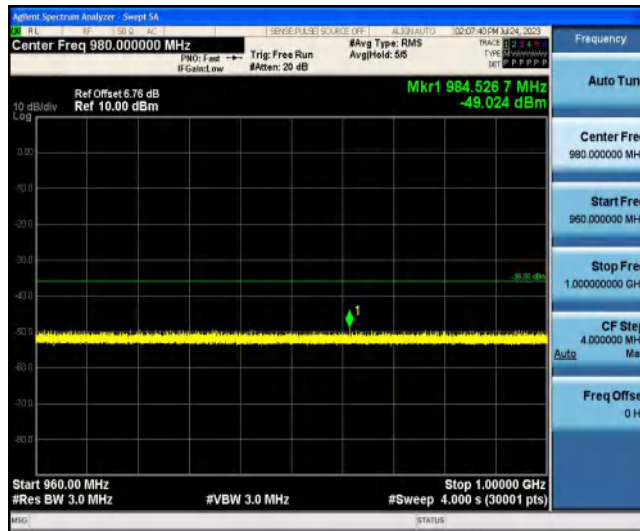 Agilent Spectrum Analyzer - Swept SA
RL RF 50 Ω AC SENSE:PULSE SOURCE OFF ALIGN AUTO 02:07:40 PM Jul 24, 2023
Center Freq 980.000000 MHz
PNO: Fast
IFGain:Low
Trig: Free Run
#Atten: 20 dB
#Avg Type: RMS
Avg|Hold: 5/5
TRACE 1 2 3 4 5 6
TYPE
DET P P P P P P
Mkr1 984.526 7 MHz
-49.024 dBm
Ref Offset 6.76 dB
Ref 10.00 dBm
10 dB/div
Log
0.00
-10.0
-20.0
-30.0
-36.00 dBm
-40.0
1
-50.0
-60.0
-70.0
-80.0
Start 960.00 MHz
Stop 1.00000 GHz
#Res BW 3.0 MHz
#VBW 3.0 MHz
#Sweep 4.000 s (30001 pts)
MSG
STATUS
Frequency
Auto Tun
Center Fre
980.000000 MH
Start Fre
960.000000 MH
Stop Fre
1.000000000 GH
CF Step
4.000000 MH
Auto Ma
Freq Offse
0 H